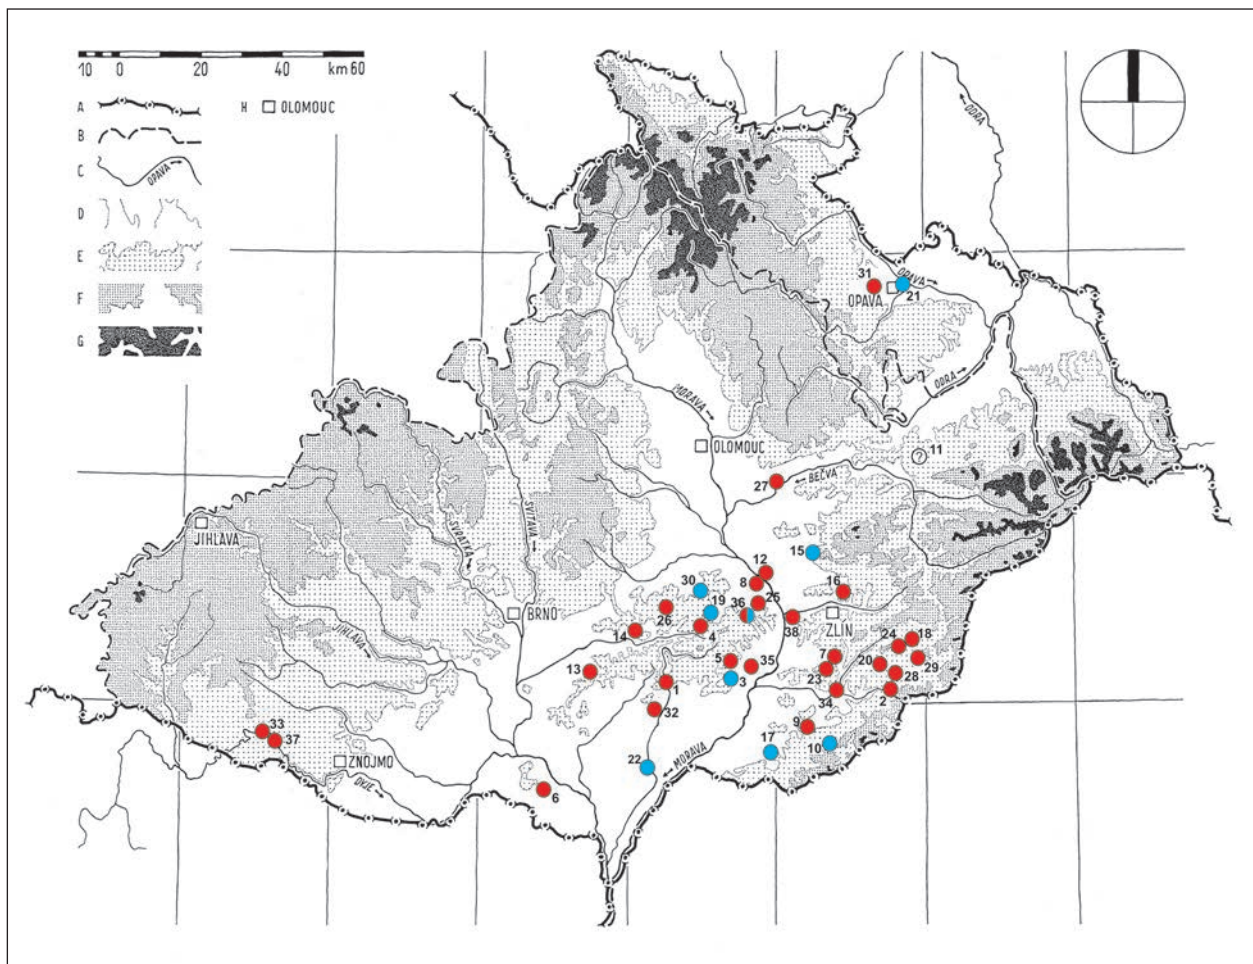 10 0 20 40 km 60
A
H OLOMOUC
B
C OPAVA
D
E
F
G
ODRA
31
OPAVA
OPAVA
21
ODRA
MORAVA
OLOMOUC
11
?
27
BEČVA
JIHLAVA
SVRATKA
SVITAVA
15
12
8
30
16
19
36
25
BRNO
26
38
ZLÍN
14
4
JIHLAVA
18
24
7
5
35
20
29
13
23
28
3
1
34
2
32
33
9
37
10
17
ZNOJMO
MORAVA
22
DYJE
6